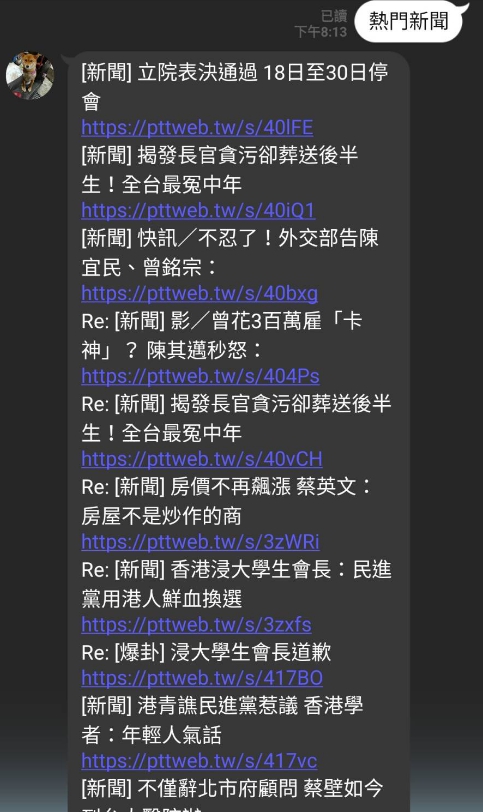 已讀
下午8:13
熱門新聞
[新聞] 立院表決通過 18日至30日停
會
https://pttweb.tw/s/40lFE
[新聞] 揭發長官貪污卻葬送後半
生！全台最冤中年
https://pttweb.tw/s/40iQ1
[新聞] 快訊／不忍了！外交部告陳
宜民、曾銘宗：
https://pttweb.tw/s/40bxg
Re: [新聞] 影／曾花3百萬雇「卡
神」？ 陳其邁秒怒：
https://pttweb.tw/s/404Ps
Re: [新聞] 揭發長官貪污卻葬送後半
生！全台最冤中年
https://pttweb.tw/s/40vCH
Re: [新聞] 房價不再飆漲 蔡英文：
房屋不是炒作的商
https://pttweb.tw/s/3zWRi
Re: [新聞] 香港浸大學生會長：民進
黨用港人鮮血換選
https://pttweb.tw/s/3zxfs
Re: [爆卦] 浸大學生會長道歉
https://pttweb.tw/s/417BO
[新聞] 港青譙民進黨惹議 香港學
者：年輕人氣話
https://pttweb.tw/s/417vc
[新聞] 不僅辭北市府顧問 蔡壁如今